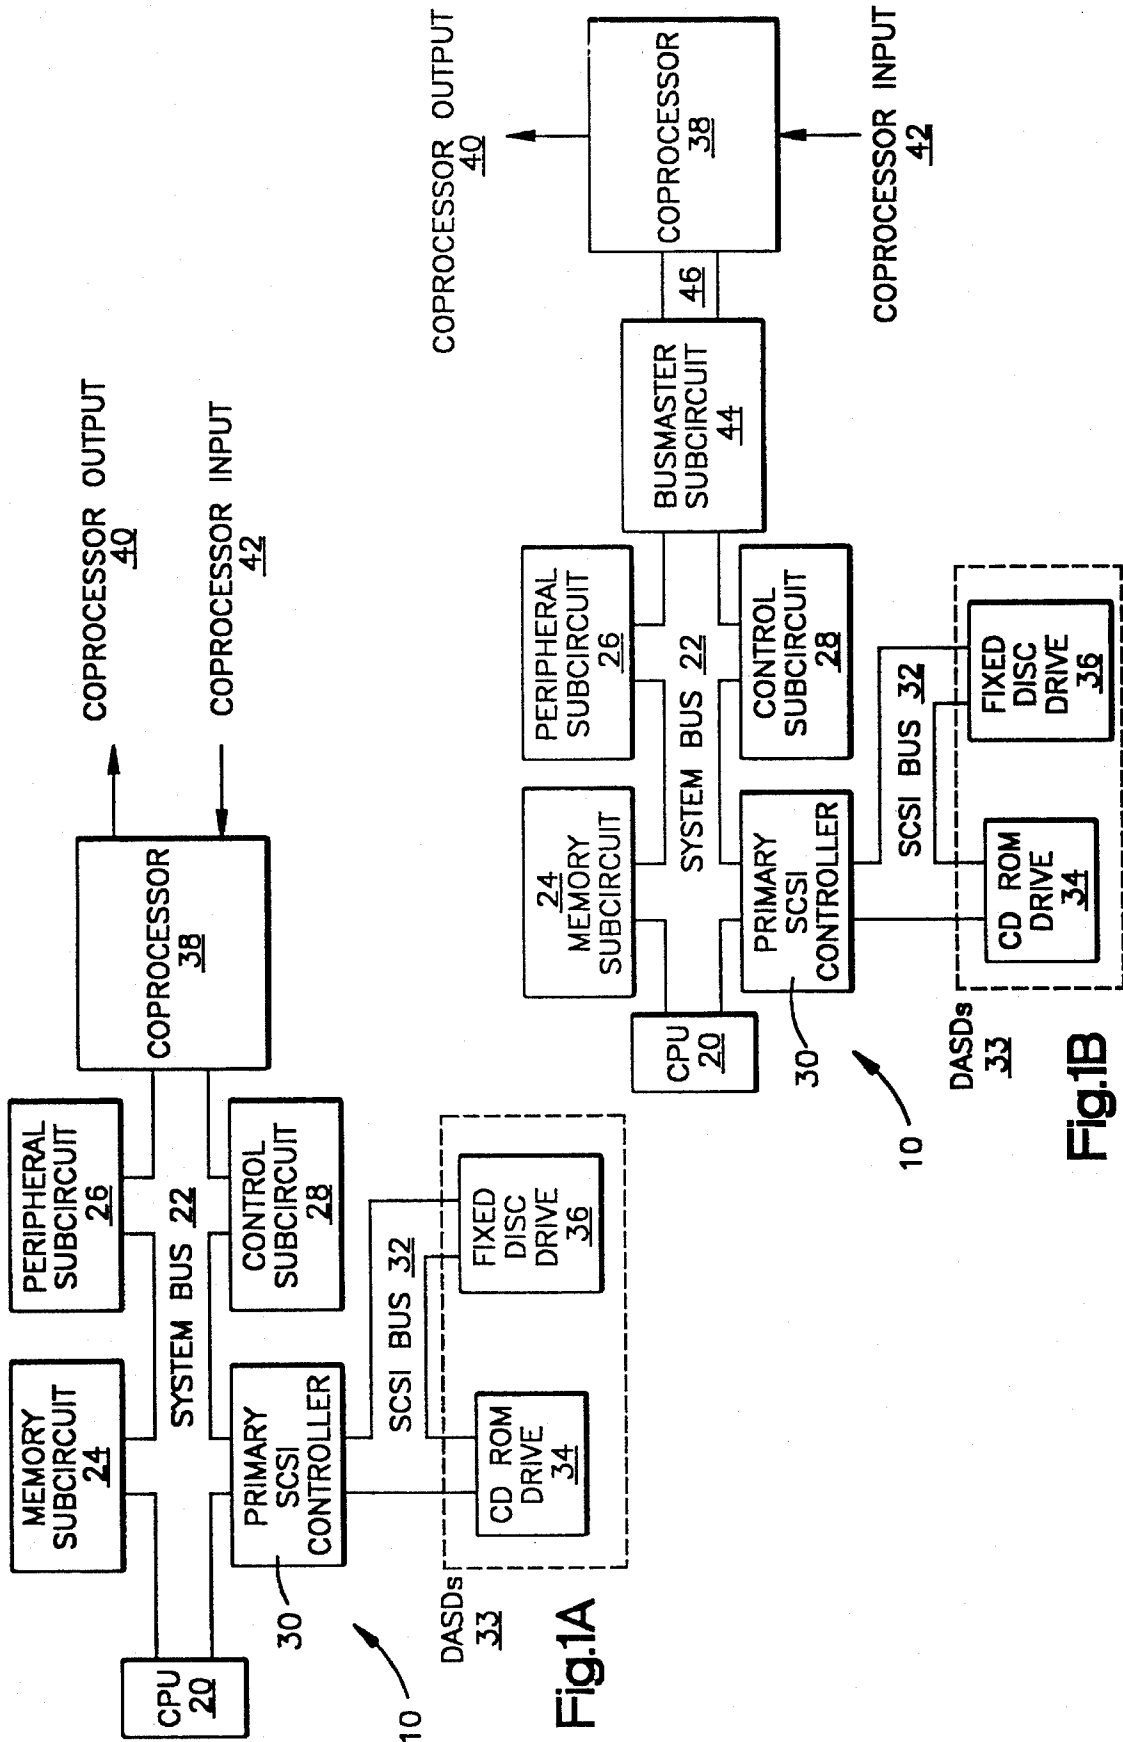 COPROCESSOR OUTPUT
40
COPROCESSOR INPUT
42
COPROCESSOR
38
PERIPHERAL
SUBCIRCUIT
26
MEMORY
SUBCIRCUIT
24
SYSTEM BUS 22
CPU
20
CONTROL
SUBCIRCUIT
28
PRIMARY
SCSI
CONTROLLER
30
SCSI BUS 32
FIXED
DISC
DRIVE
36
CD ROM
DRIVE
34
DASDs
33
10
Fig.1A
COPROCESSOR OUTPUT
40
COPROCESSOR
38
COPROCESSOR INPUT
42
46
BUSMASTER
SUBCIRCUIT
44
PERIPHERAL
SUBCIRCUIT
26
24
MEMORY
SUBCIRCUIT
SYSTEM BUS 22
CPU
20
CONTROL
SUBCIRCUIT
28
PRIMARY
SCSI
CONTROLLER
30
SCSI BUS 32
FIXED
DISC
DRIVE
36
CD ROM
DRIVE
34
DASDs
33
10
Fig.1B